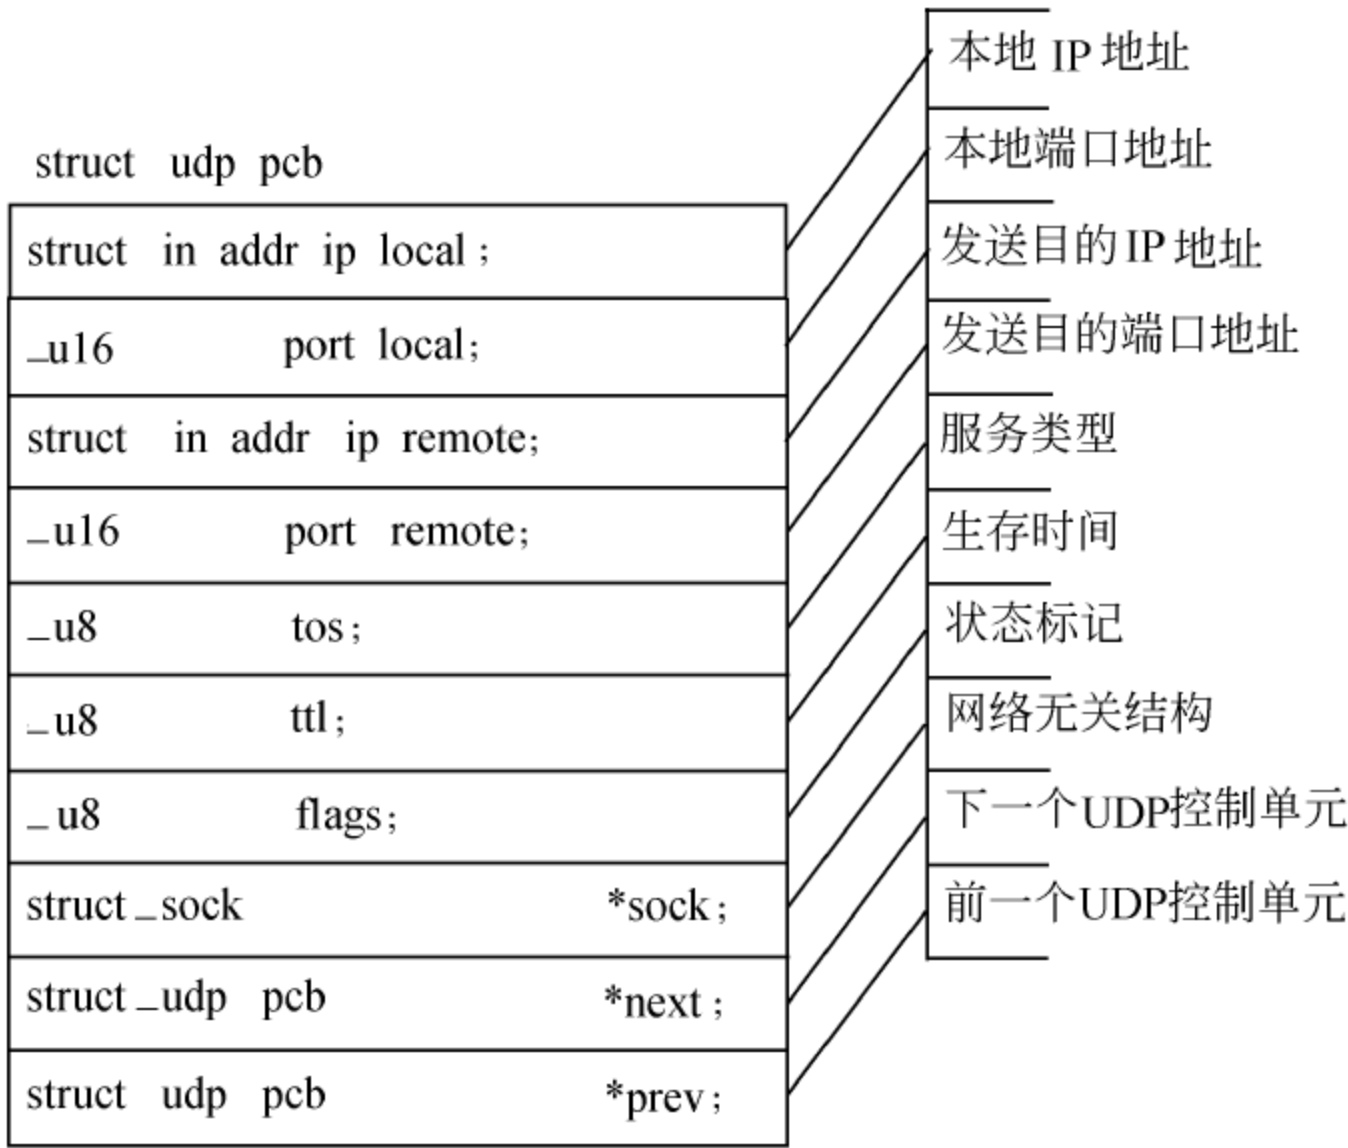 struct udp pcb
struct in addr ip local;
_u16 port local;
struct in addr ip remote;
_u16 port remote;
_u8 tos;
_u8 ttl;
_u8 flags;
struct_sock *sock;
struct_udp pcb *next;
struct udp pcb *prev;
本地 IP 地址
本地端口地址
发送目的IP地址
发送目的端口地址
服务类型
生存时间
状态标记
网络无关结构
下一个UDP控制单元
前一个UDP控制单元